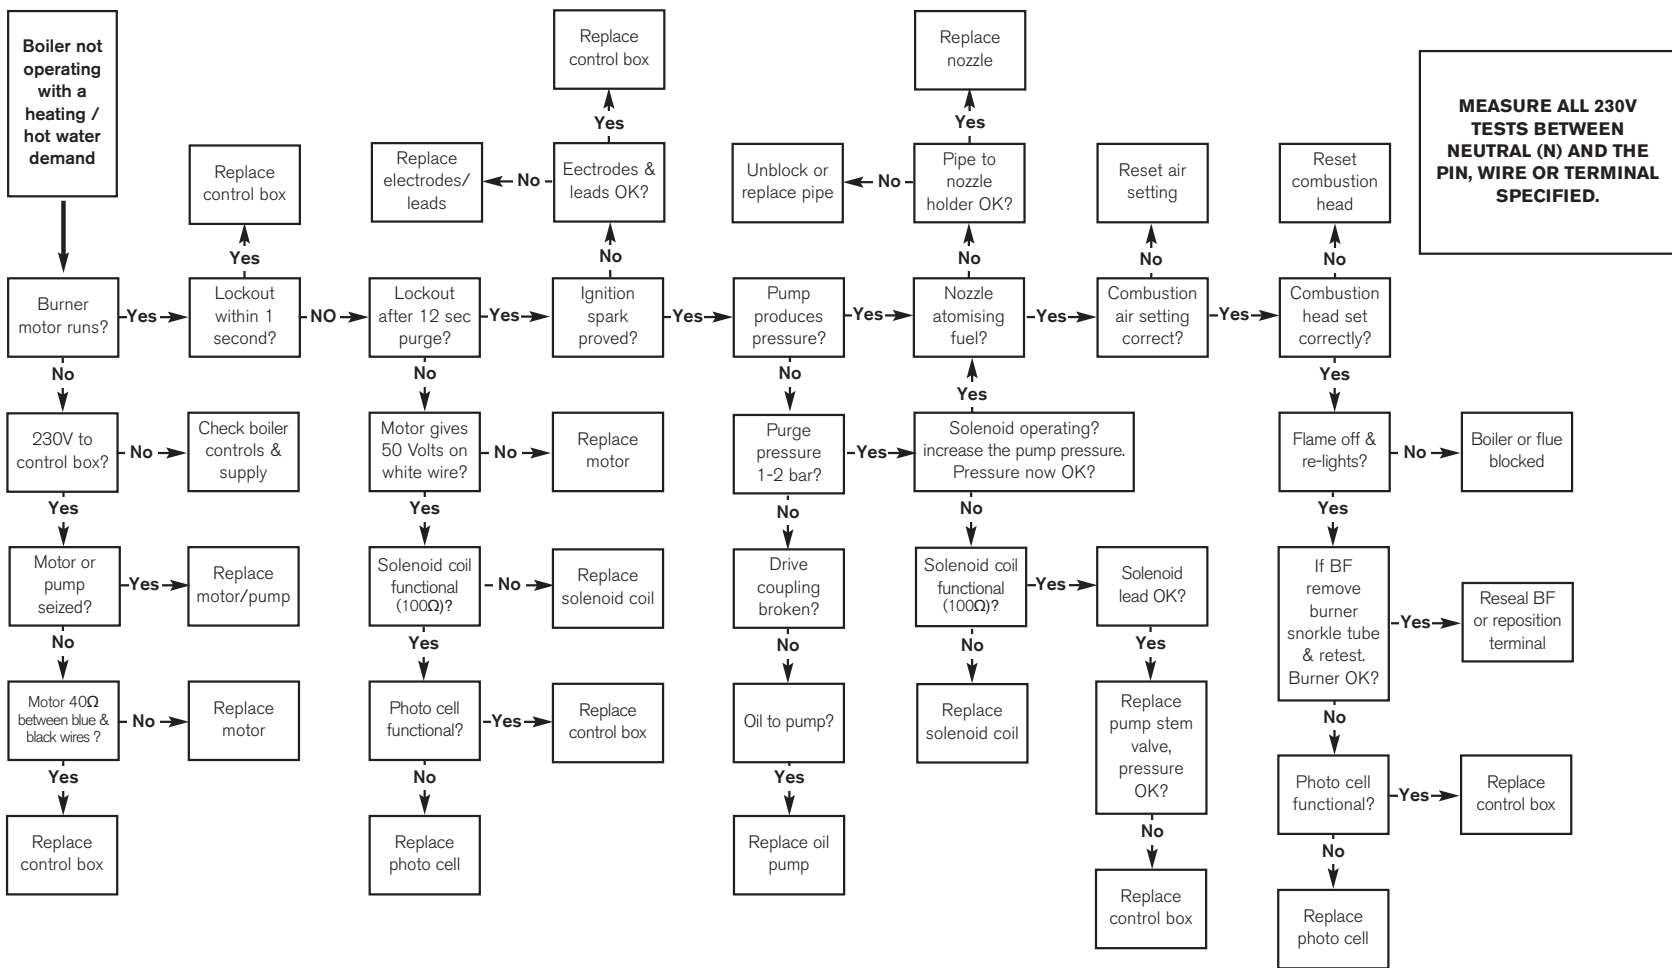 Boiler not
operating
with a
heating /
hot water
demand
Replace
control box
Replace
nozzle
MEASURE ALL 230V
TESTS BETWEEN
NEUTRAL (N) AND THE
PIN, WIRE OR TERMINAL
SPECIFIED.
Yes
Yes
Replace
control box
Replace
electrodes/
leads
No
Eectrodes &
leads OK?
Unblock or
replace pipe
No
Pipe to
nozzle
holder OK?
Reset air
setting
Reset
combustion
head
Yes
No
No
No
No
Burner
motor runs?
Yes
Lockout
within 1
second?
NO
Lockout
after 12 sec
purge?
Yes
Ignition
spark
proved?
Yes
Pump
produces
pressure?
Yes
Nozzle
atomising
fuel?
Yes
Combustion
air setting
correct?
Yes
Combustion
head set
correctly?
No
No
No
Yes
Yes
230V to
control box?
No
Check boiler
controls &
supply
Motor gives
50 Volts on
white wire?
No
Replace
motor
Purge
pressure
1-2 bar?
Yes
Solenoid operating?
increase the pump pressure.
Pressure now OK?
Flame off &
re-lights?
No
Boiler or flue
blocked
Yes
Yes
No
No
Yes
Motor or
pump
seized?
Yes
Replace
motor/pump
Solenoid coil
functional
(100Ω)?
No
Replace
solenoid coil
Drive
coupling
broken?
Solenoid coil
functional
(100Ω)?
Yes
Solenoid
lead OK?
If BF
remove
burner
snorkle tube
& retest.
Burner OK?
Yes
Reseal BF
or reposition
terminal
No
Yes
No
No
Yes
Motor 40Ω
between blue &
black wires ?
No
Replace
motor
Photo cell
functional?
Yes
Replace
control box
Oil to pump?
Replace
solenoid coil
Replace
pump stem
valve,
pressure
OK?
No
Yes
No
Yes
Photo cell
functional?
Yes
Replace
control box
Replace
control box
Replace
photo cell
Replace oil
pump
No
No
Replace
control box
Replace
photo cell